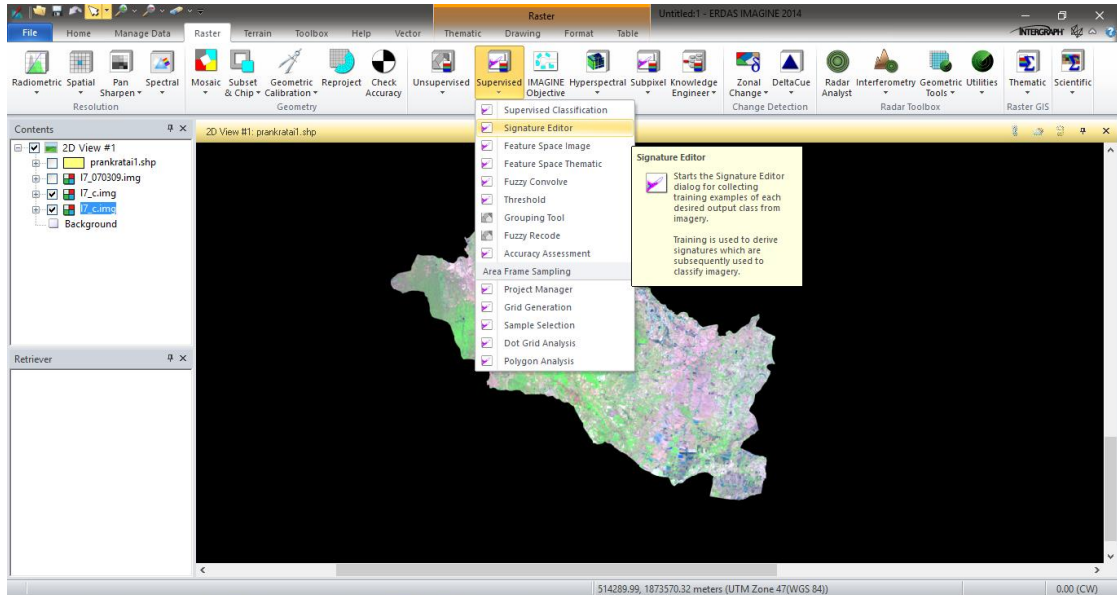 Raster
Untitled:1 - ERDAS IMAGINE 2014
File Home Manage Data Raster Terrain Toolbox Help Vector Thematic Drawing Format Table
INTERGRAPH
Radiometric Spatial Pan Sharpen Spectral
Mosaic Subset & Chip Geometric Calibration Reproject Check Accuracy
Unsupervised Supervised IMAGINE Objective Hyperspectral Subpixel Knowledge Engineer
Zonal Change DeltaCue
Radar Analyst Interferometry Geometric Tools Utilities
Thematic Scientific
Resolution Geometry Change Detection Radar Toolbox Raster GIS
Contents
2D View #1
prankratai1.shp
l7_070309.img
l7_c.img
l7_c.img
Background
Retriever
2D View #1: prankratai1.shp
Supervised Classification
Signature Editor
Feature Space Image
Feature Space Thematic
Fuzzy Convolve
Threshold
Grouping Tool
Fuzzy Recode
Accuracy Assessment
Area Frame Sampling
Project Manager
Grid Generation
Sample Selection
Dot Grid Analysis
Polygon Analysis
Signature Editor
Starts the Signature Editor
dialog for collecting
training examples of each
desired output class from
imagery.
Training is used to derive
signatures which are
subsequently used to
classify imagery.
514289.99, 1873570.32 meters (UTM Zone 47(WGS 84))
0.00 (CW)